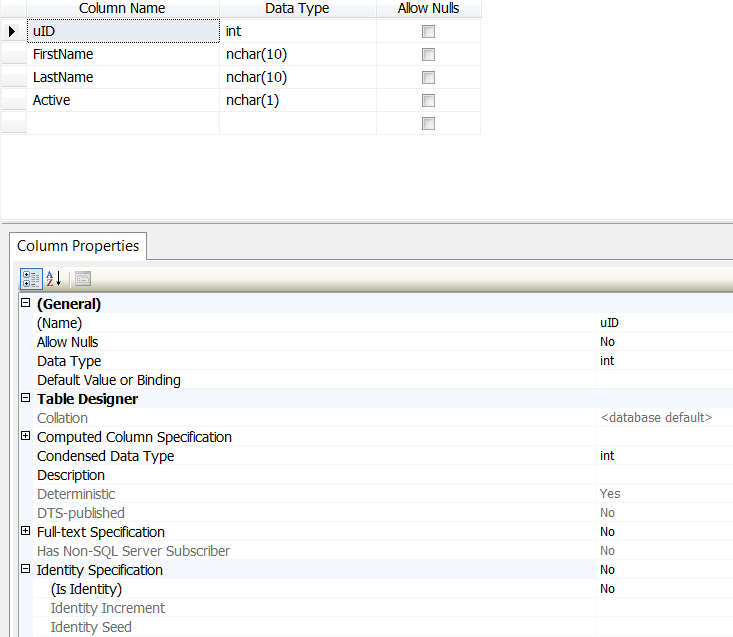 Column Name Data Type Allow Nulls
uID int
FirstName nchar(10)
LastName nchar(10)
Active nchar(1)
Column Properties
A Z
(General)
(Name) uID
Allow Nulls No
Data Type int
Default Value or Binding
Table Designer
Collation <database default>
Computed Column Specification
Condensed Data Type int
Description
Deterministic Yes
DTS-published No
Full-text Specification No
Has Non-SQL Server Subscriber No
Identity Specification No
(Is Identity) No
Identity Increment
Identity Seed